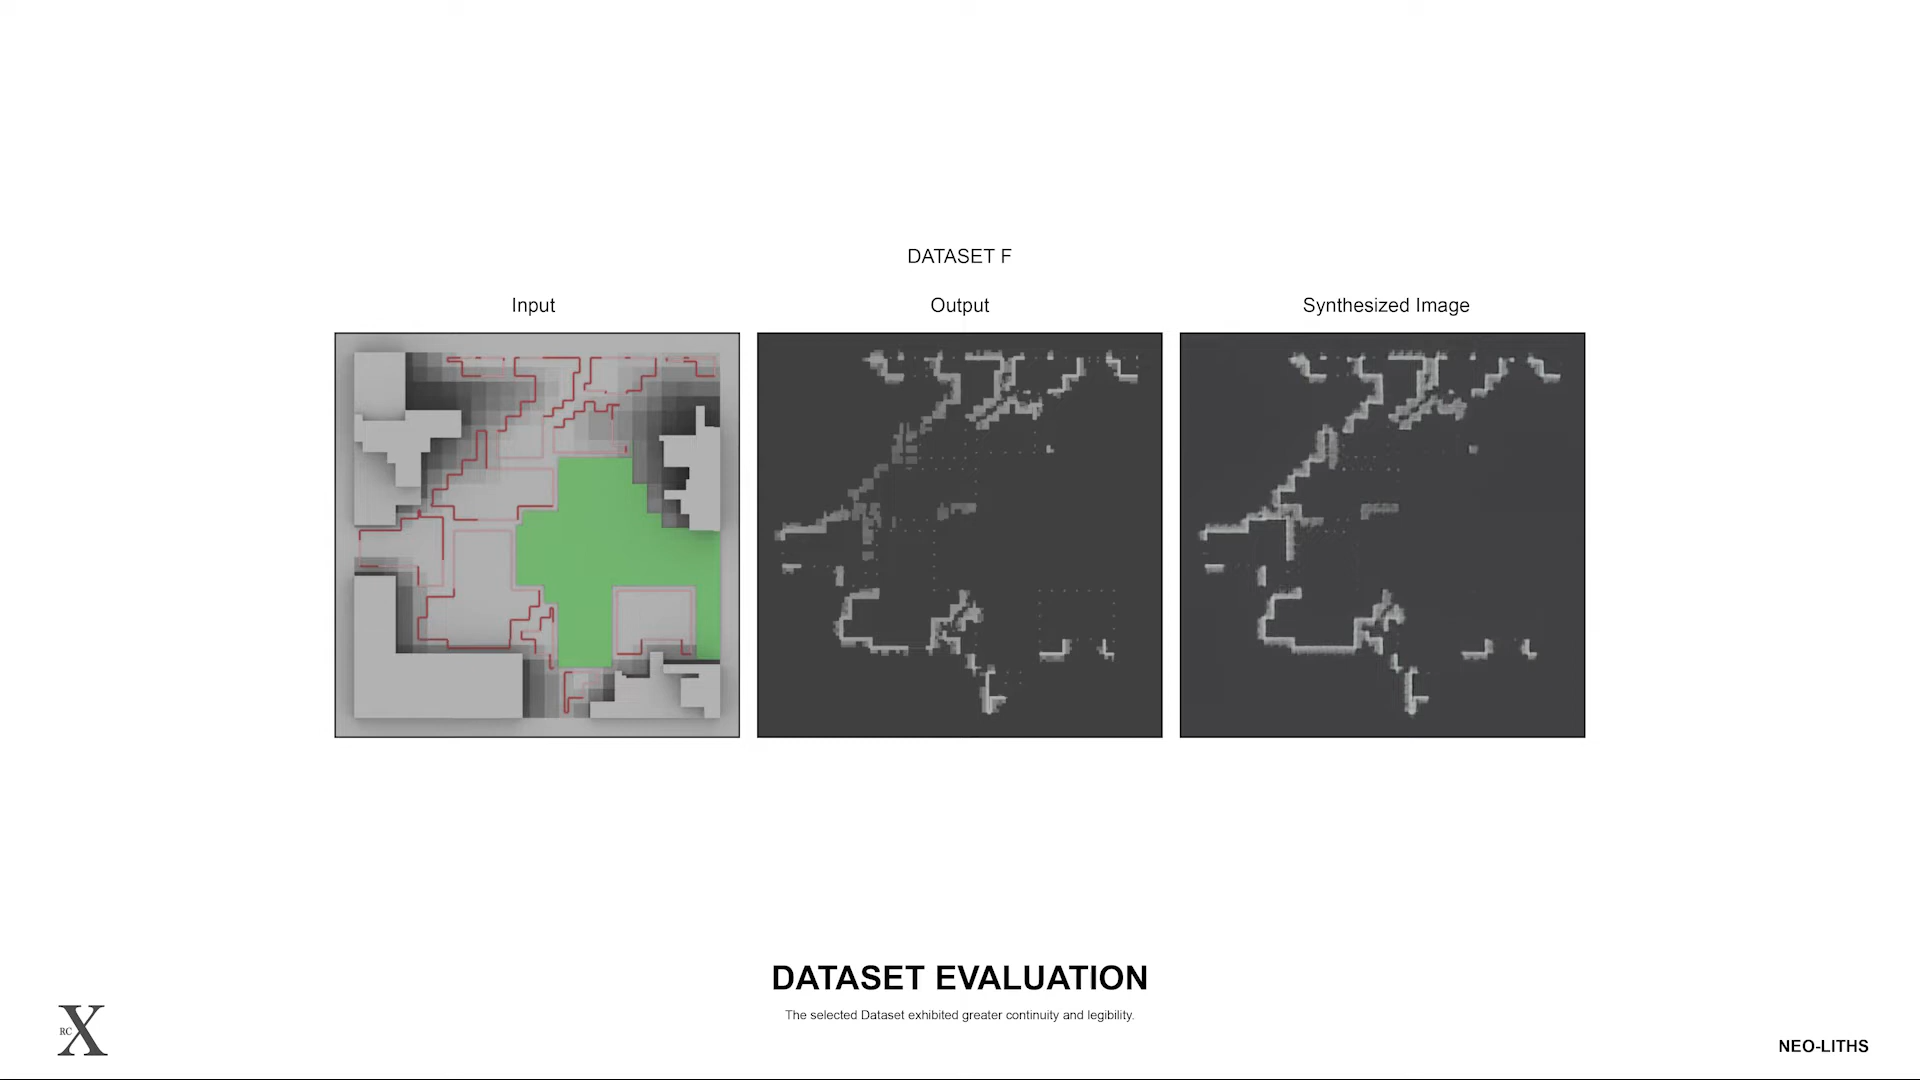 DATASET F
Input
Output
Synthesized Image
DATASET EVALUATION
The selected Dataset exhibited greater continuity and legibility.
RC X
NEO-LITHS